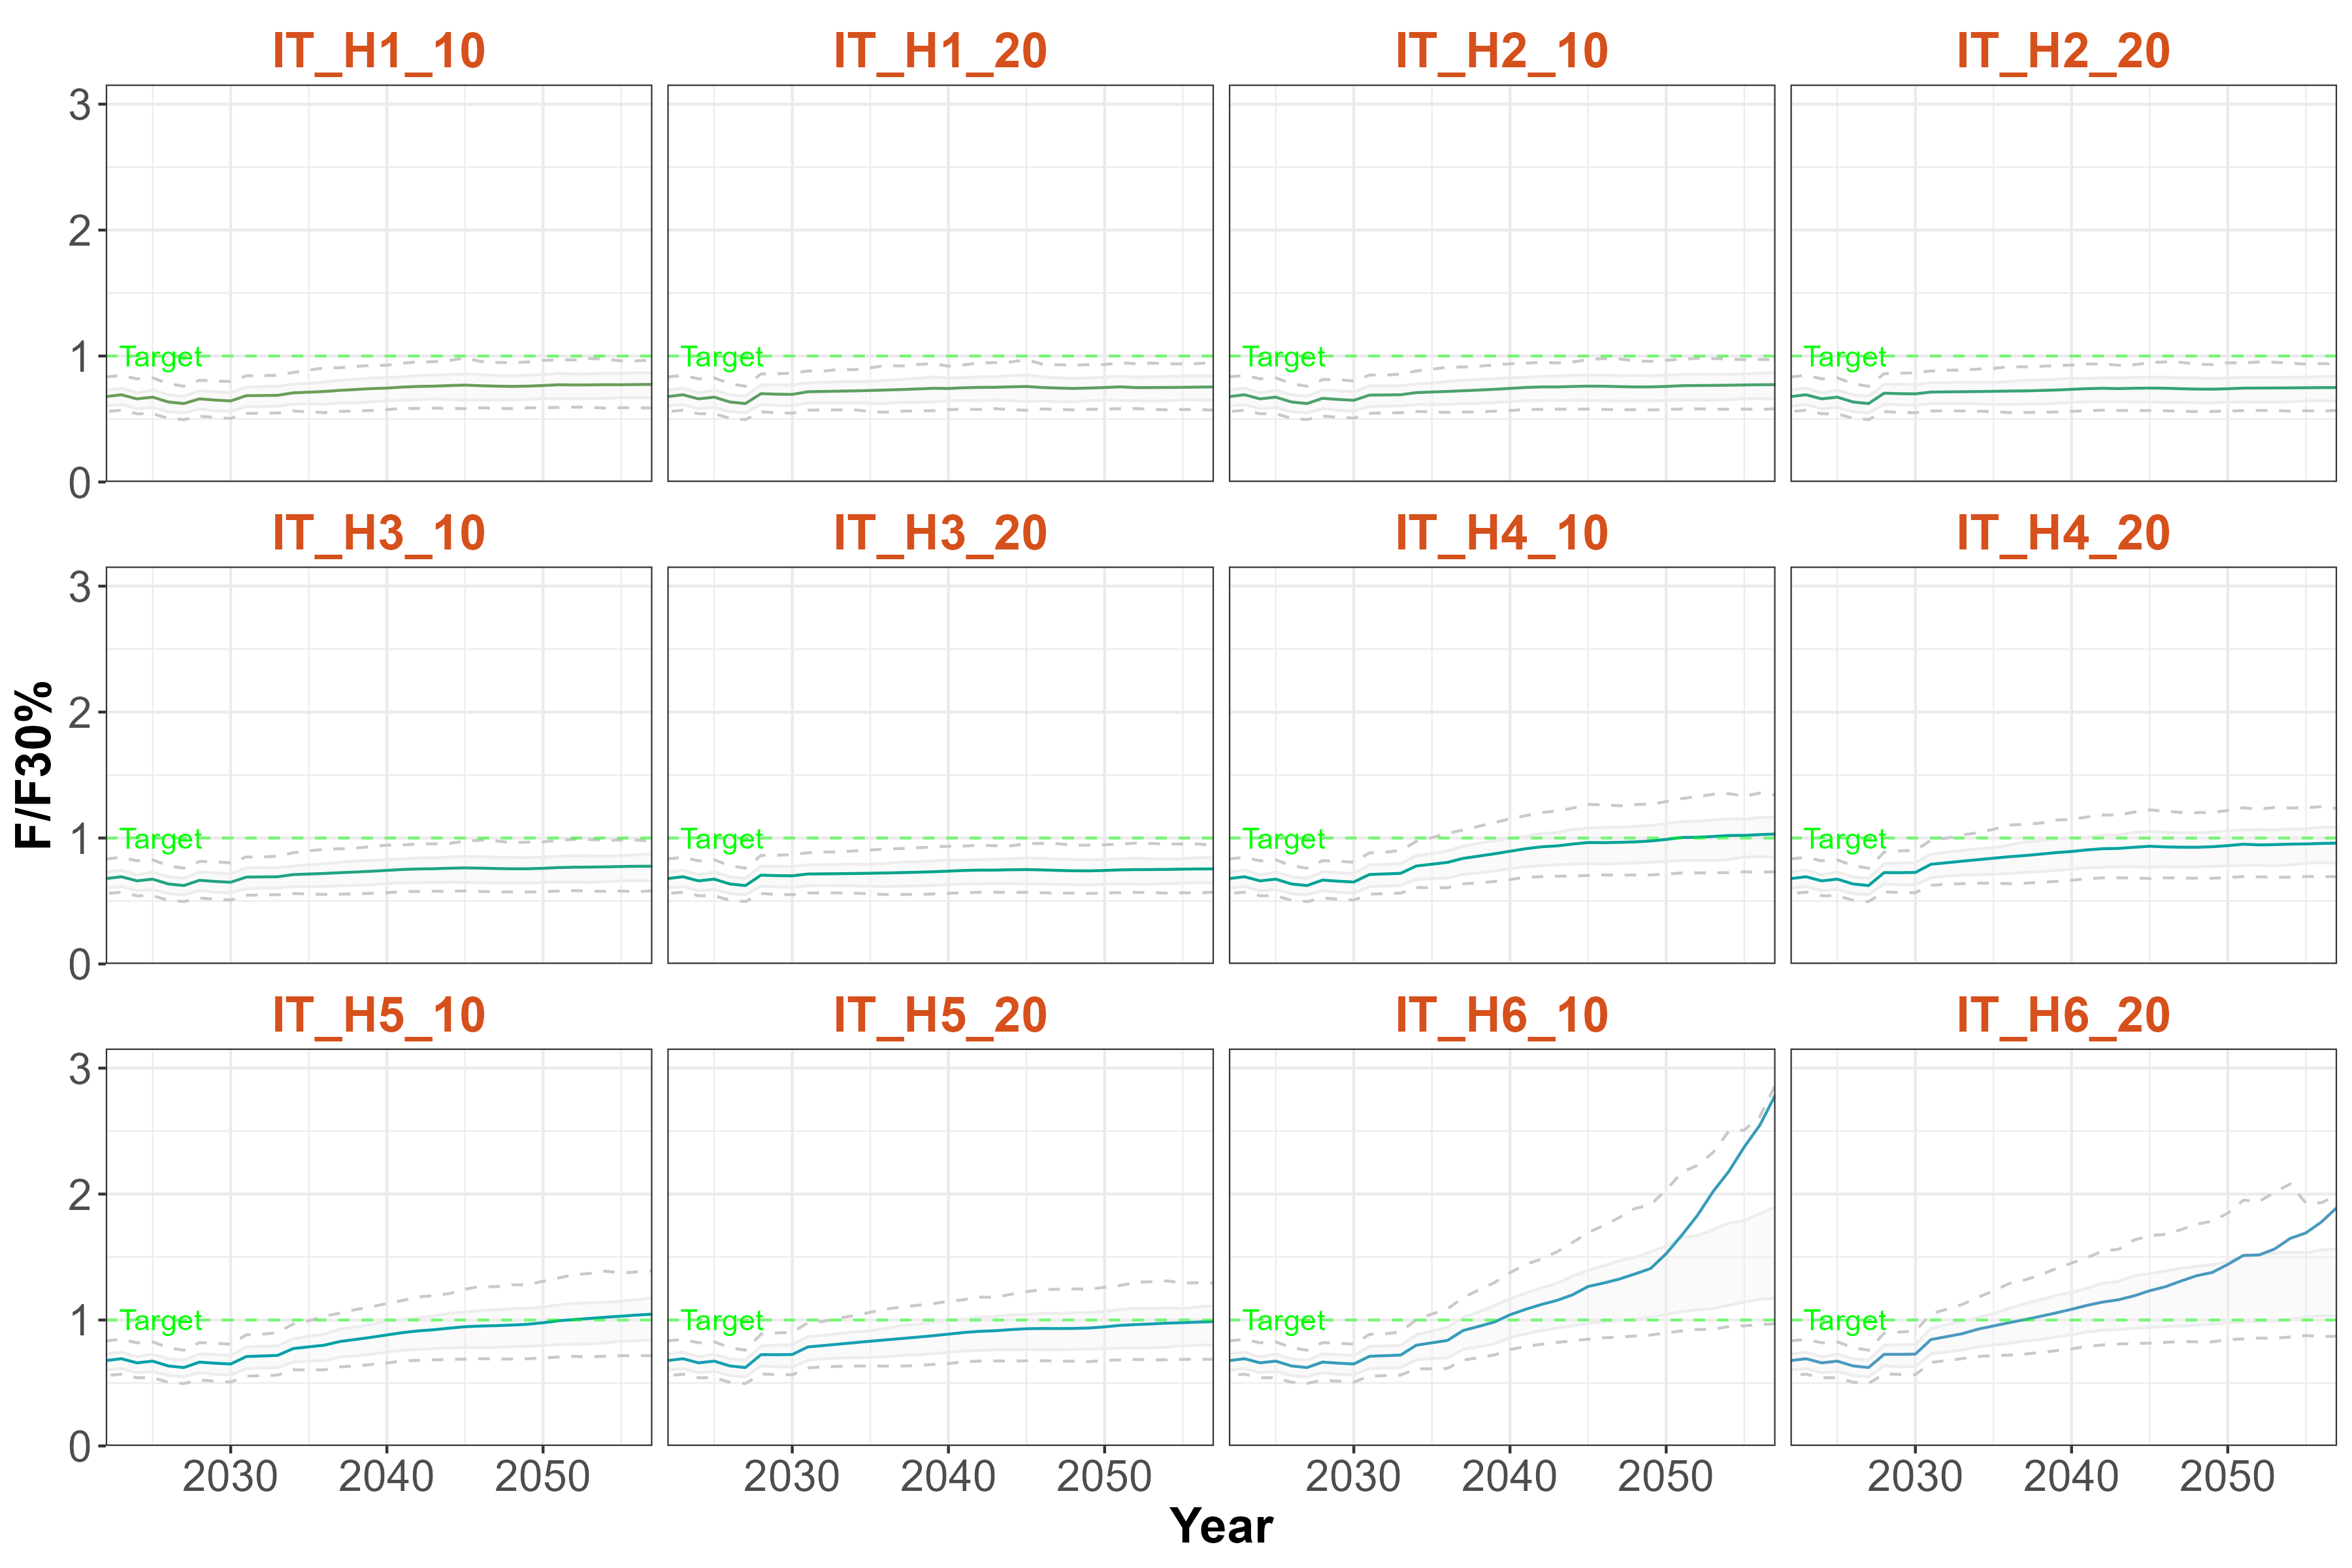 IT_H1_10 IT_H1_20 IT_H2_10 IT_H2_20
3
2
1
0
Target Target Target Target
IT_H3_10 IT_H3_20 IT_H4_10 IT_H4_20
3
2
1
0
Target Target Target Target
F/F30%
IT_H5_10 IT_H5_20 IT_H6_10 IT_H6_20
3
2
1
0
Target Target Target Target
2030 2040 2050 2030 2040 2050 2030 2040 2050 2030 2040 2050
Year